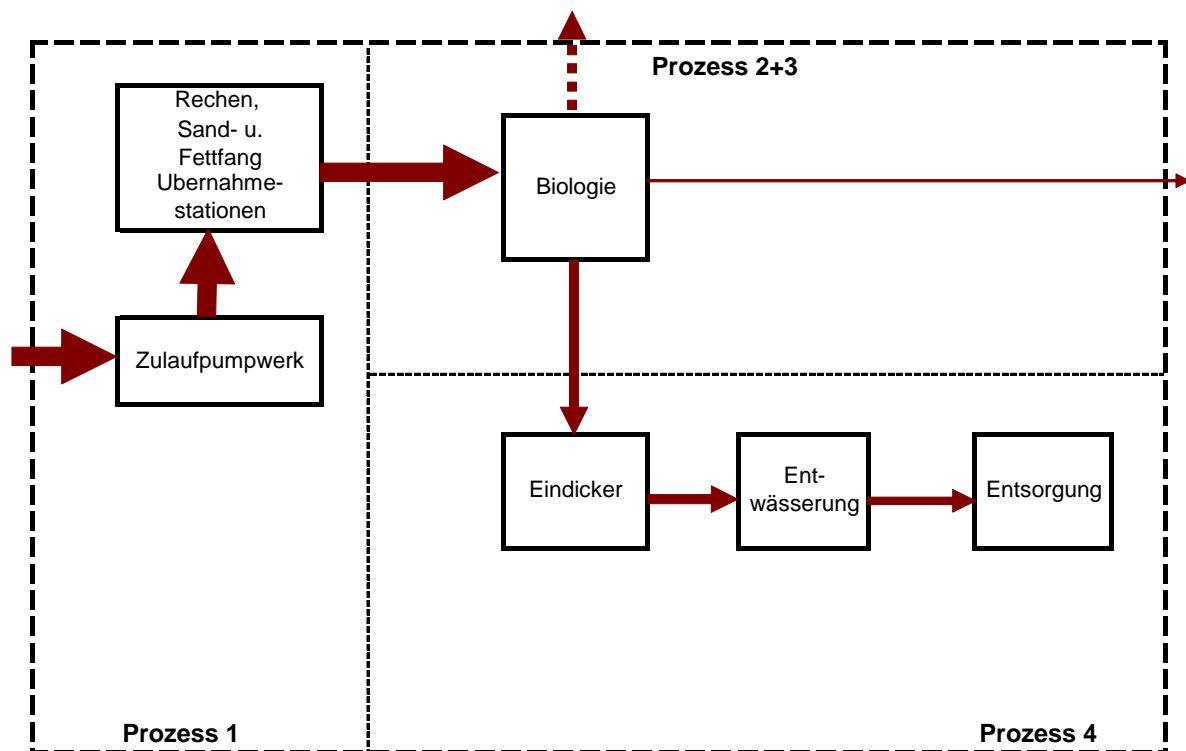 Prozess 2+3
Rechen,
Sand- u.
Fettfang
Ubernahme-
stationen
Biologie
Zulaufpumpwerk
Eindicker
Ent-
wässerung
Entsorgung
Prozess 1
Prozess 4